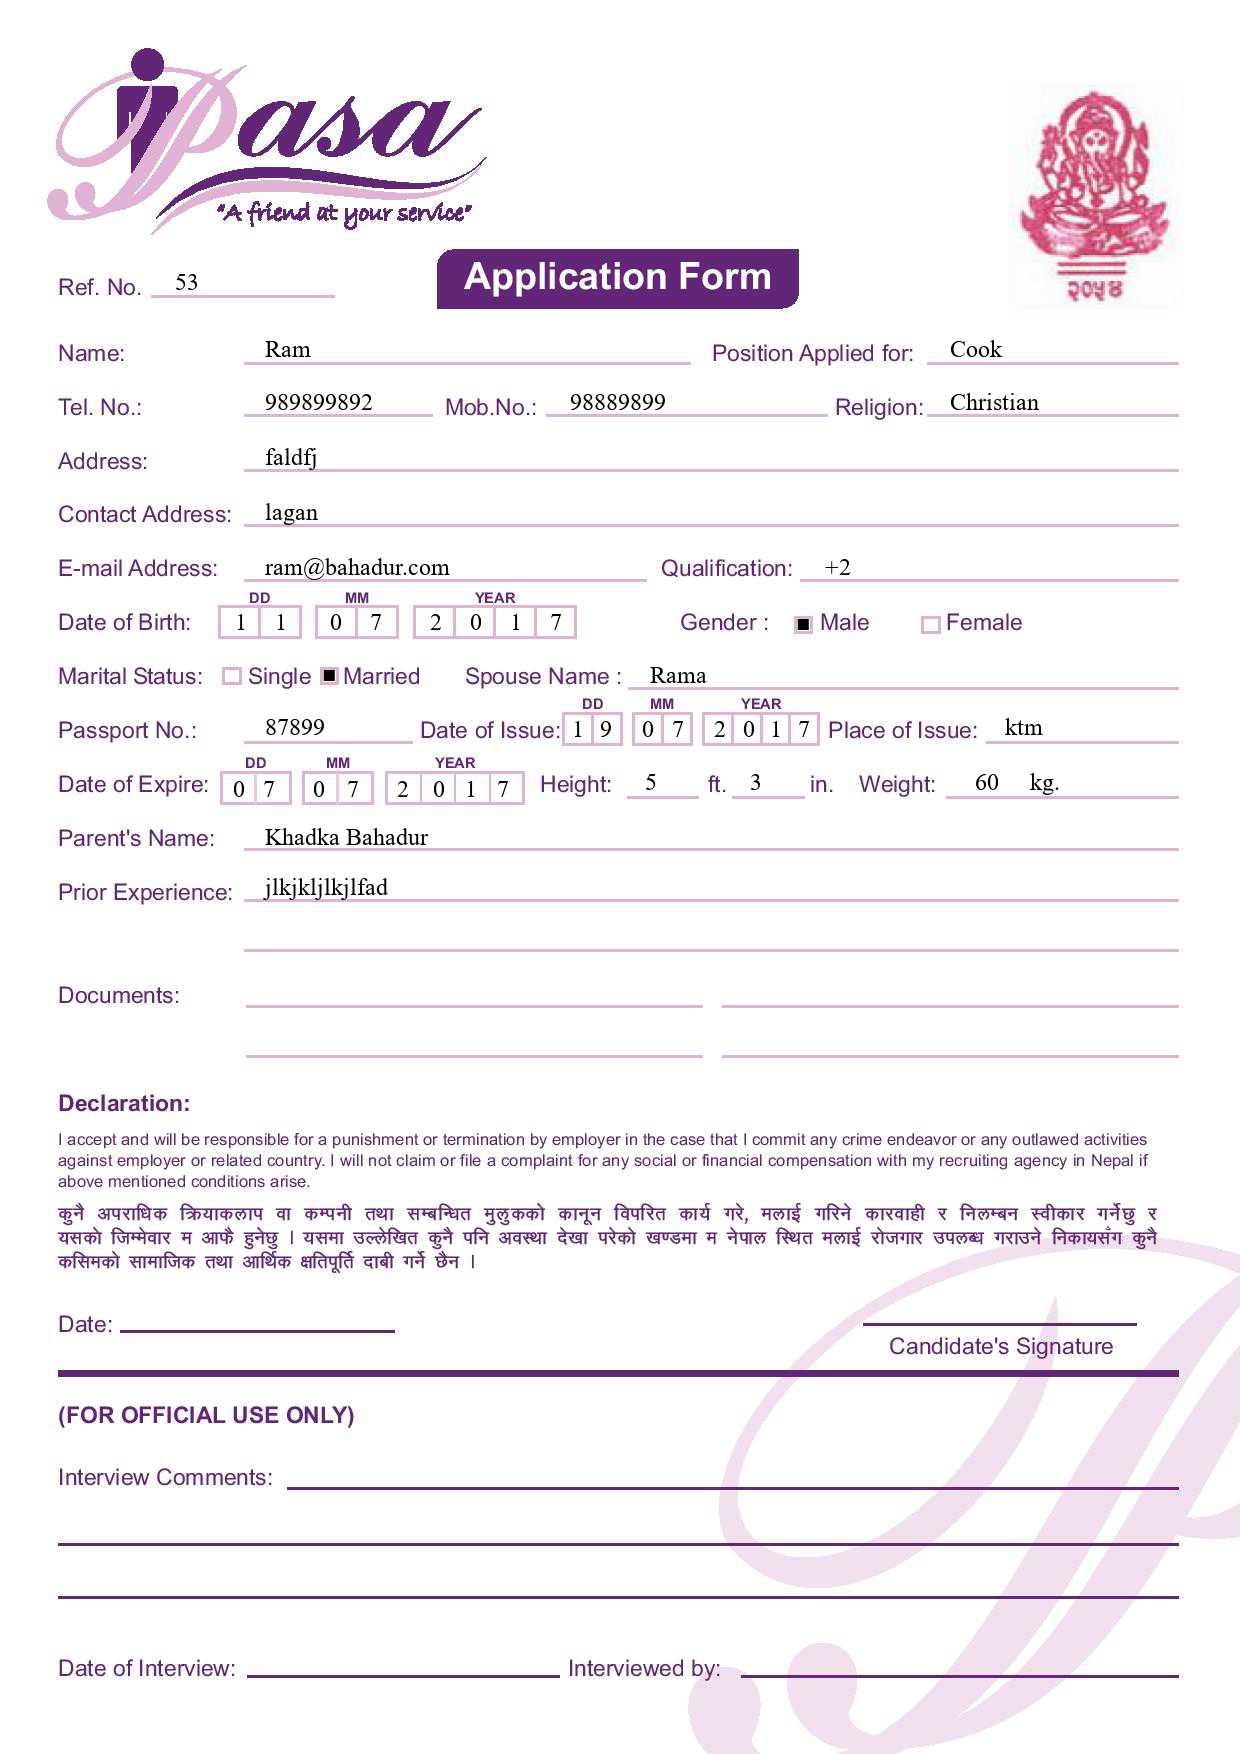 Pasa
"A friend at your service"
२०५४
Ref. No. 53
Application Form
Name: Ram Position Applied for: Cook
Tel. No.: 989899892 Mob.No.: 98889899 Religion: Christian
Address: faldfj
Contact Address: lagan
E-mail Address: ram@bahadur.com Qualification: +2
DD MM YEAR
Date of Birth: 1 1 0 7 2 0 1 7 Gender : Male Female
Marital Status: Single Married Spouse Name : Rama
DD MM YEAR
Passport No.: 87899 Date of Issue: 1 9 0 7 2 0 1 7 Place of Issue: ktm
DD MM YEAR
Date of Expire: 0 7 0 7 2 0 1 7 Height: 5 ft. 3 in. Weight: 60 kg.
Parent's Name: Khadka Bahadur
Prior Experience: jlkjkljlkjlfad
Documents:
Declaration:
I accept and will be responsible for a punishment or termination by employer in the case that I commit any crime endeavor or any outlawed activities
against employer or related country. I will not claim or file a complaint for any social or financial compensation with my recruiting agency in Nepal if
above mentioned conditions arise.
कुनै अपराधिक क्रियाकलाप वा कम्पनी तथा सम्बन्धित मुलुकको कानून विपरित कार्य गरे, मलाई गरिने कारवाही र निलम्बन स्वीकार गर्नेछु र
यसको जिम्मेवार म आफै हुनेछु । यसमा उल्लेखित कुनै पनि अवस्था देखा परेको खण्डमा म नेपाल स्थित मलाई रोजगार उपलब्ध गराउने निकायसँग कुनै
कसिमको सामाजिक तथा आर्थिक क्षतिपूर्ति दाबी गर्ने छैन ।
Date:
Candidate's Signature
(FOR OFFICIAL USE ONLY)
Interview Comments:
Date of Interview: Interviewed by: